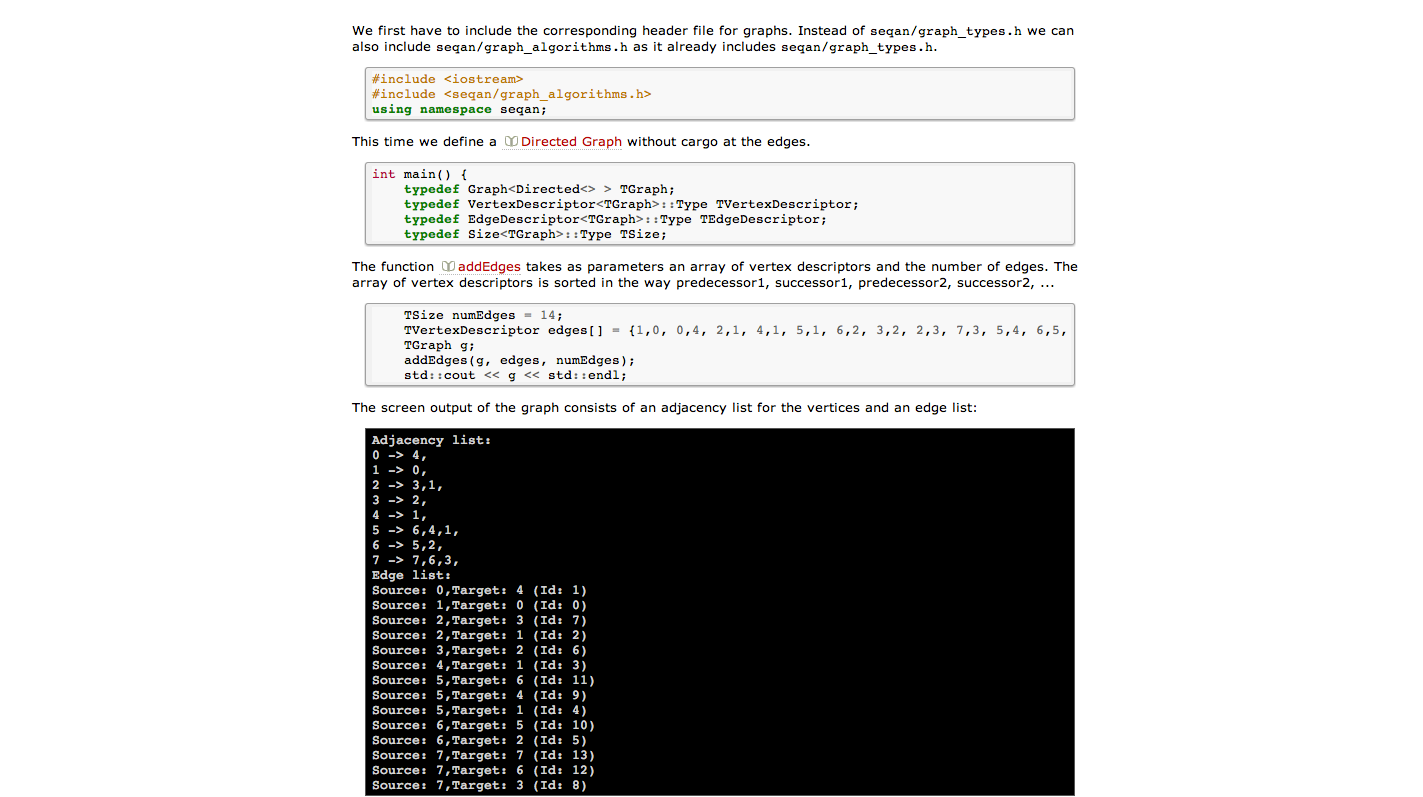 We first have to include the corresponding header file for graphs. Instead of seqan/graph_types.h we can
also include seqan/graph_algorithms.h as it already includes seqan/graph_types.h.
#include <iostream>
#include <seqan/graph_algorithms.h>
using namespace seqan;
This time we define a Directed Graph without cargo at the edges.
int main() {
    typedef Graph<Directed<> > TGraph;
    typedef VertexDescriptor<TGraph>::Type TVertexDescriptor;
    typedef EdgeDescriptor<TGraph>::Type TEdgeDescriptor;
    typedef Size<TGraph>::Type TSize;
The function addEdges takes as parameters an array of vertex descriptors and the number of edges. The
array of vertex descriptors is sorted in the way predecessor1, successor1, predecessor2, successor2, ...
    TSize numEdges = 14;
    TVertexDescriptor edges[] = {1,0, 0,4, 2,1, 4,1, 5,1, 6,2, 3,2, 2,3, 7,3, 5,4, 6,5,
    TGraph g;
    addEdges(g, edges, numEdges);
    std::cout << g << std::endl;
The screen output of the graph consists of an adjacency list for the vertices and an edge list:
Adjacency list:
0 -> 4,
1 -> 0,
2 -> 3,1,
3 -> 2,
4 -> 1,
5 -> 6,4,1,
6 -> 5,2,
7 -> 7,6,3,
Edge list:
Source: 0,Target: 4 (Id: 1)
Source: 1,Target: 0 (Id: 0)
Source: 2,Target: 3 (Id: 7)
Source: 2,Target: 1 (Id: 2)
Source: 3,Target: 2 (Id: 6)
Source: 4,Target: 1 (Id: 3)
Source: 5,Target: 6 (Id: 11)
Source: 5,Target: 4 (Id: 9)
Source: 5,Target: 1 (Id: 4)
Source: 6,Target: 5 (Id: 10)
Source: 6,Target: 2 (Id: 5)
Source: 7,Target: 7 (Id: 13)
Source: 7,Target: 6 (Id: 12)
Source: 7,Target: 3 (Id: 8)